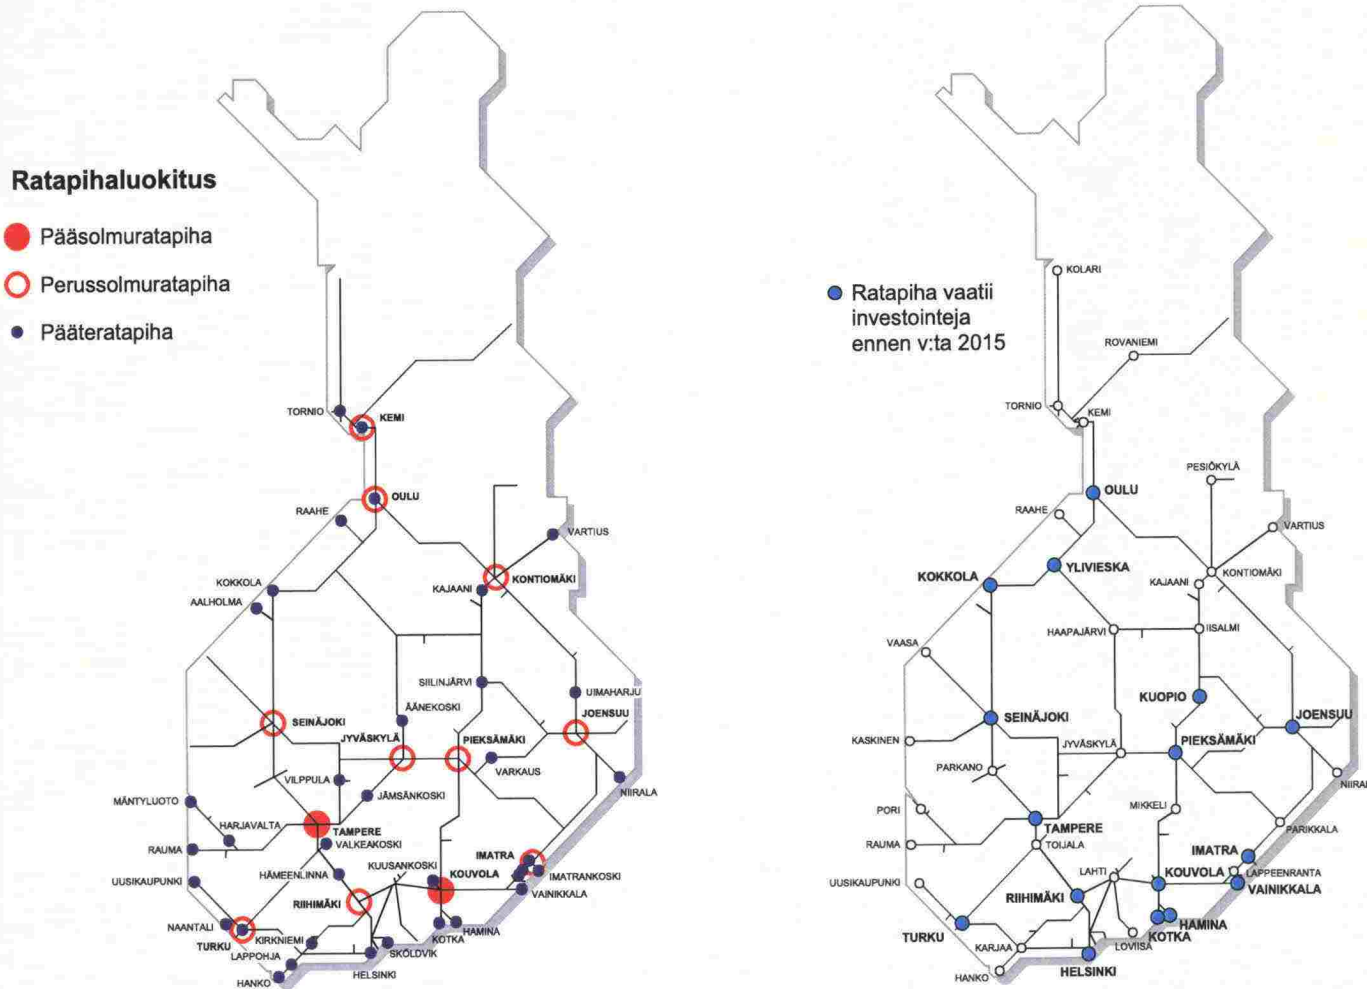 Ratapihaluokitus
Pääsolmuratapiha
Perussolmuratapiha
Pääteratapiha
TORNIO
KEMI
OULU
RAAHE
VARTIUS
KONTIOMÄKI
KOKKOLA
KAJAANI
AALHOLMA
SIILINJÄRVI
UIMAHARJU
ÄÄNEKOSKI
SEINÄJOKI
JOENSUU
JYVÄSKYLÄ
PIEKSÄMÄKI
VILPPULA
VARKAUS
NIIRALA
JÄMSÄNKOSKI
MÄNTYLUOTO
HARJAVALTA
TAMPERE
VALKEAKOSKI
RAUMA
IMATRA
KUUSANKOSKI
HÄMEENLINNA
KOUVOLA
IMATRANKOSKI
UUSIKAUPUNKI
VAINIKKALA
RIIHIMÄKI
NAANTALI
HAMINA
TURKU
KIRKNIEMI
KOTKA
LAPPOHJA
SKÖLDVIK
HELSINKI
HANKO
Ratapiha vaatii
investointeja
ennen v:ta 2015
KOLARI
ROVANIEMI
TORNIO
KEMI
PESIÖKYLÄ
OULU
RAAHE
VARTIUS
YLIVIESKA
KONTIOMÄKI
KOKKOLA
KAJAANI
HAAPAJÄRVI
IISALMI
VAASA
KUOPIO
SEINÄJOKI
JOENSUU
KASKINEN
JYVÄSKYLÄ
PIEKSÄMÄKI
PARKANO
NIIRALA
PORI
MIKKELI
TAMPERE
PARIKKALA
RAUMA
TOIJALA
IMATRA
LAHTI
KOUVOLA
LAPPEENRANTA
UUSIKAUPUNKI
VAINIKKALA
RIIHIMÄKI
TURKU
HAMINA
KOTKA
KARJAA
LOVIISA
HELSINKI
HANKO